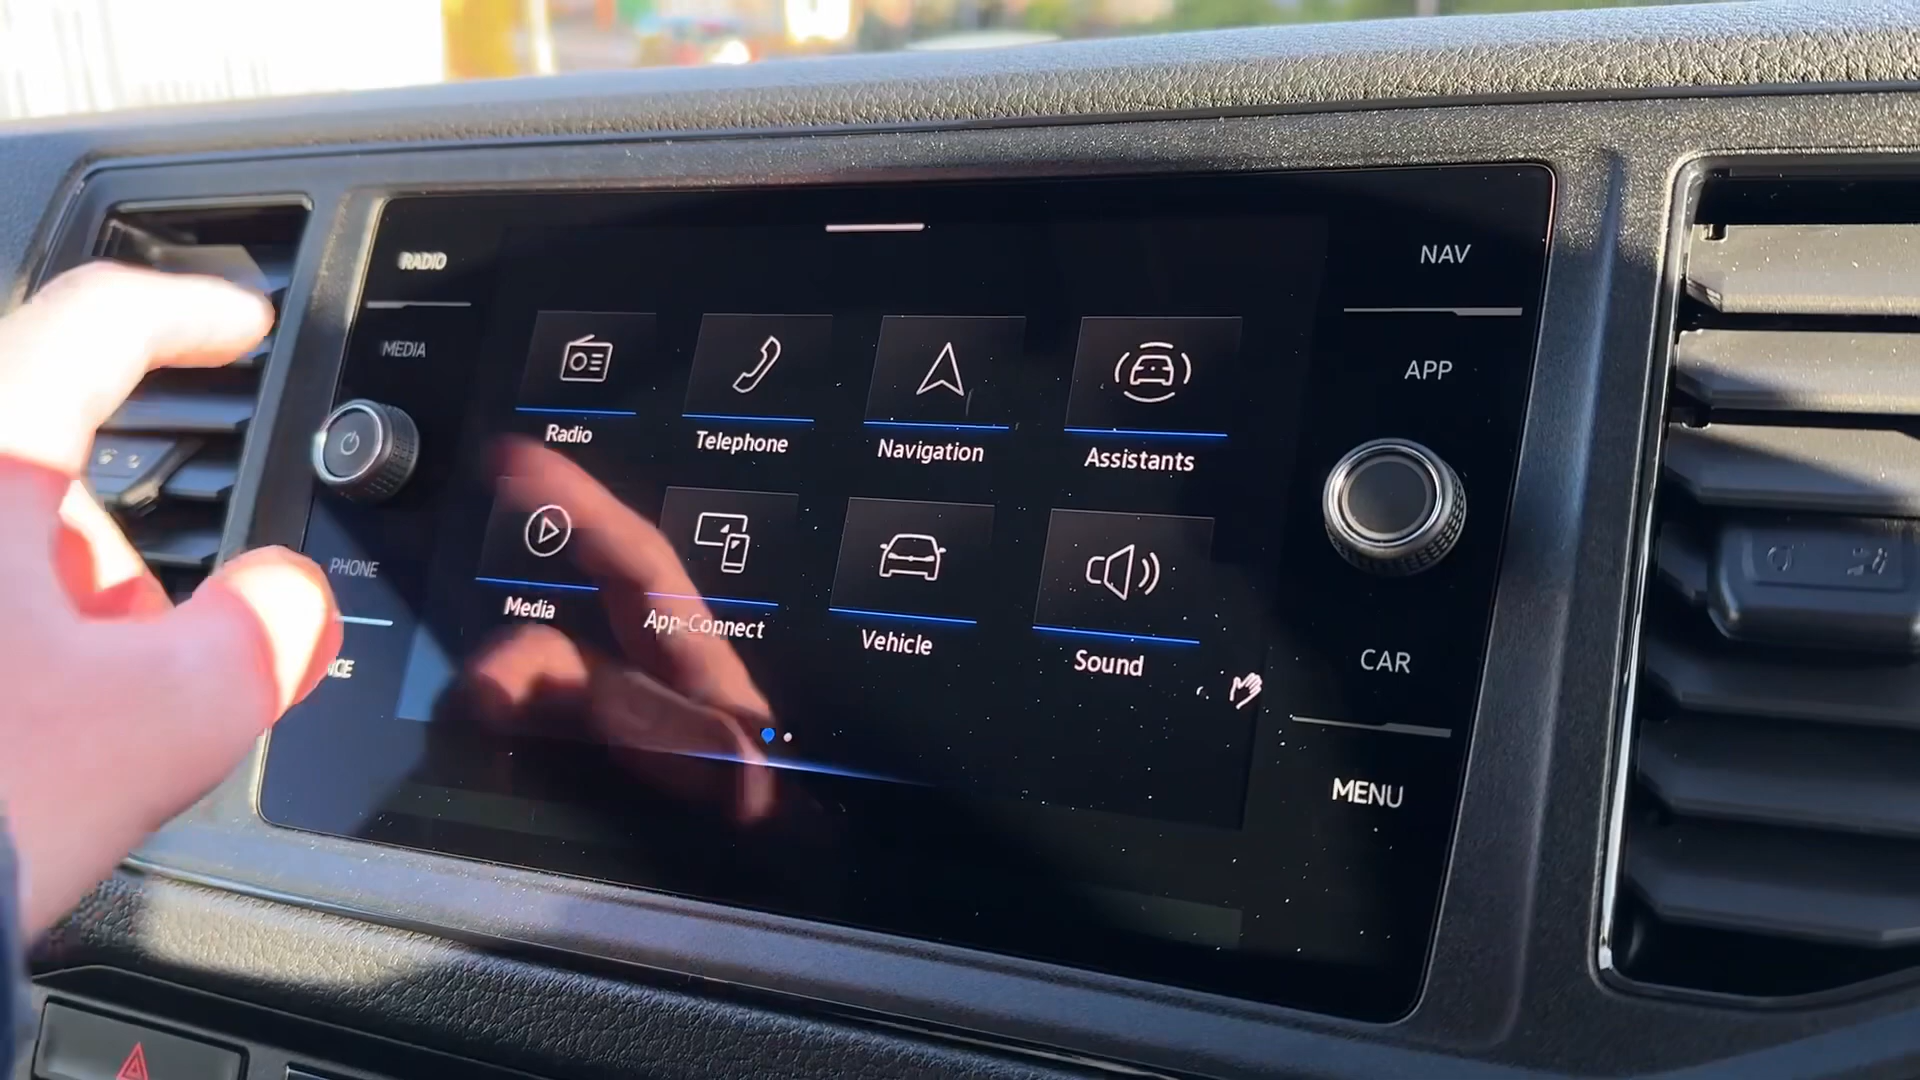 RADIO
MEDIA
PHONE
Radio
Telephone
Navigation
Assistants
Media
App-Connect
Vehicle
Sound
NAV
APP
CAR
MENU